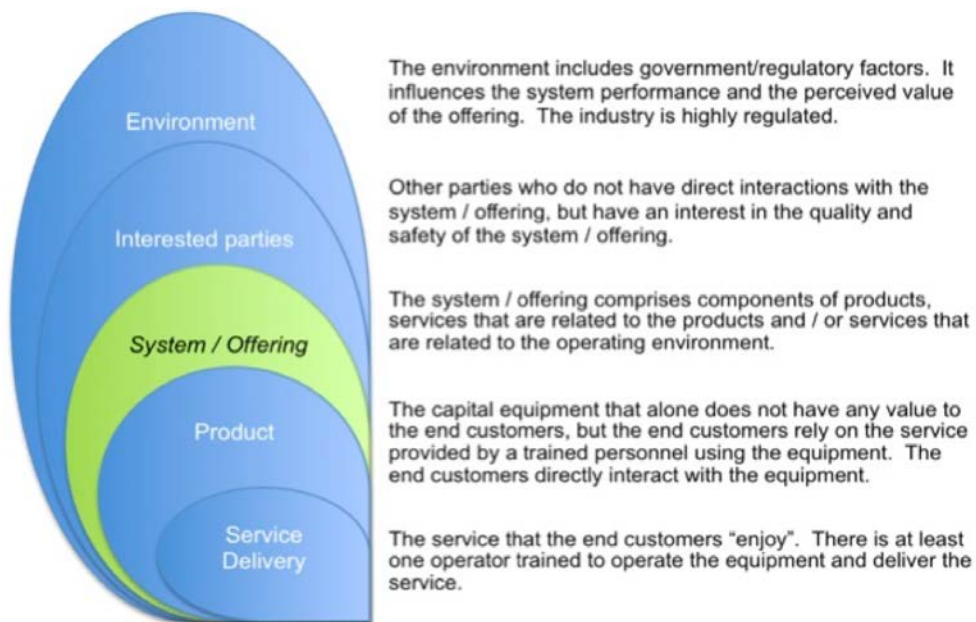 Environment
The environment includes government/regulatory factors.  It
influences the system performance and the perceived value
of the offering.  The industry is highly regulated.
Interested parties
Other parties who do not have direct interactions with the
system / offering, but have an interest in the quality and
safety of the system / offering.
System / Offering
The system / offering comprises components of products,
services that are related to the products and / or services that
are related to the operating environment.
Product
The capital equipment that alone does not have any value to
the end customers, but the end customers rely on the service
provided by a trained personnel using the equipment.  The
end customers directly interact with the equipment.
Service
Delivery
The service that the end customers “enjoy”.  There is at least
one operator trained to operate the equipment and deliver the
service.